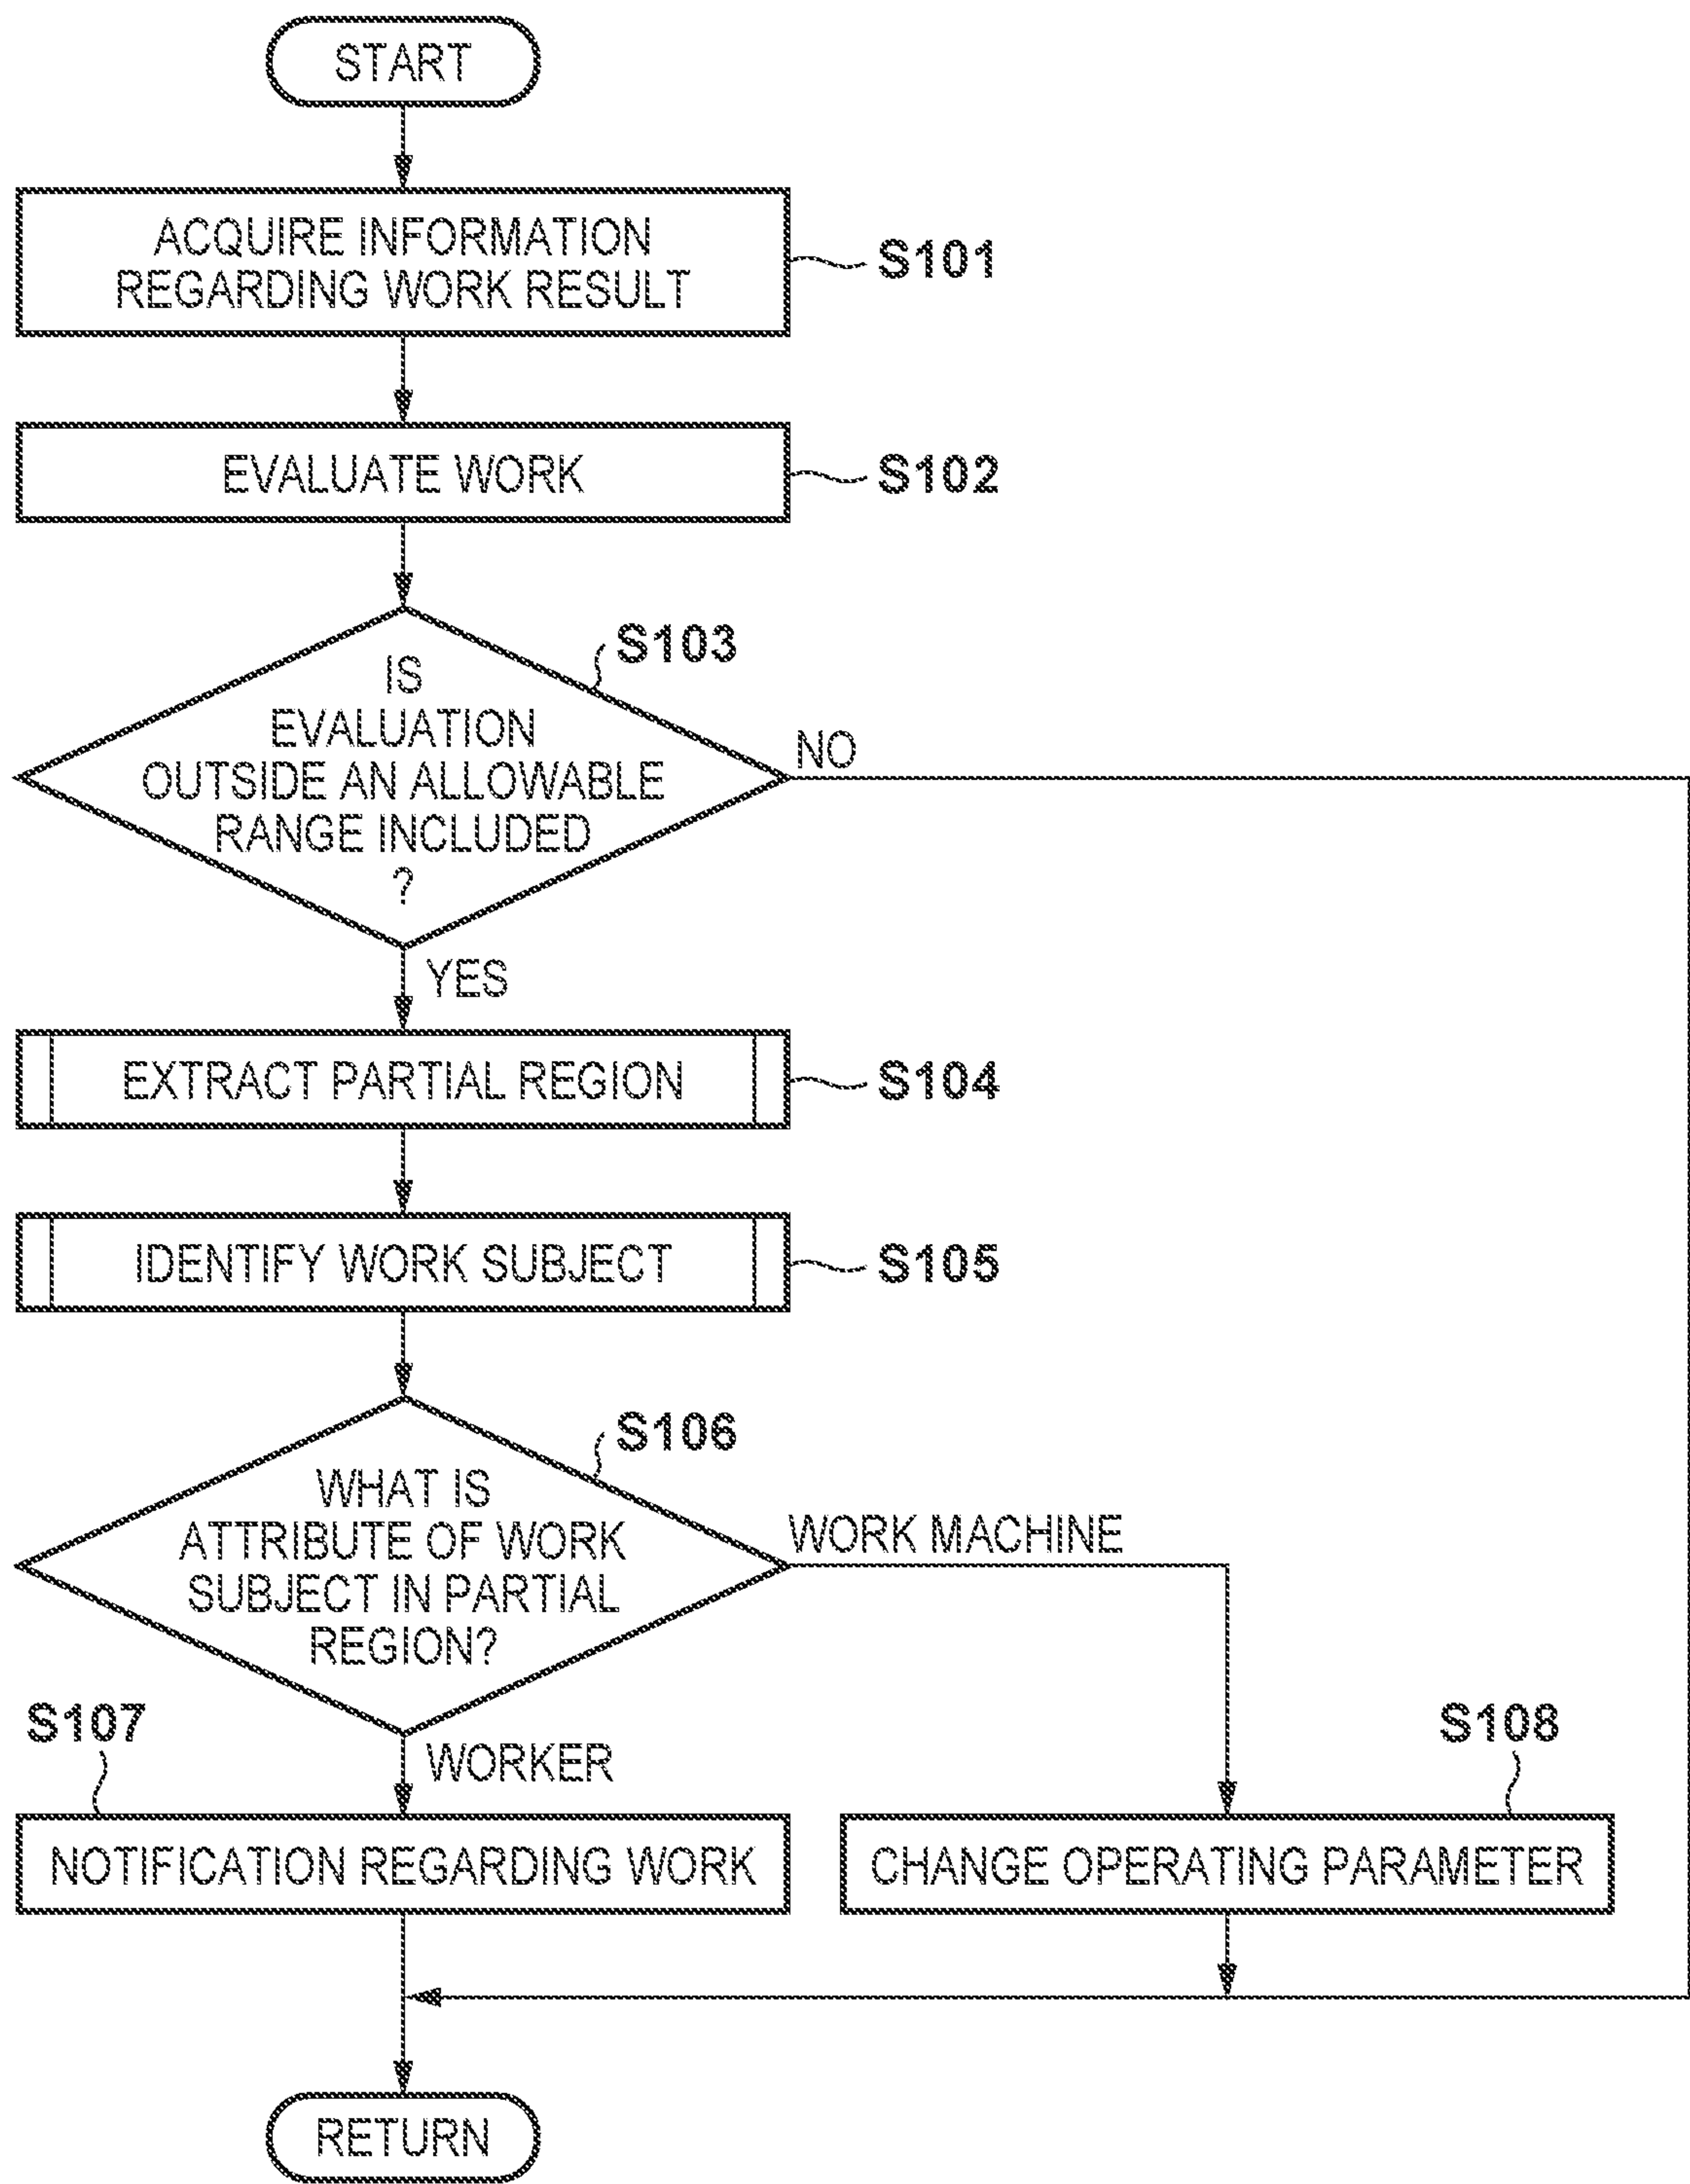 START
ACQUIRE INFORMATION
REGARDING WORK RESULT
S101
EVALUATE WORK
S102
S103
IS
EVALUATION
OUTSIDE AN ALLOWABLE
RANGE INCLUDED
?
NO
YES
EXTRACT PARTIAL REGION
S104
IDENTIFY WORK SUBJECT
S105
S106
WHAT IS
ATTRIBUTE OF WORK
SUBJECT IN PARTIAL
REGION?
WORK MACHINE
WORKER
S107
NOTIFICATION REGARDING WORK
S108
CHANGE OPERATING PARAMETER
RETURN